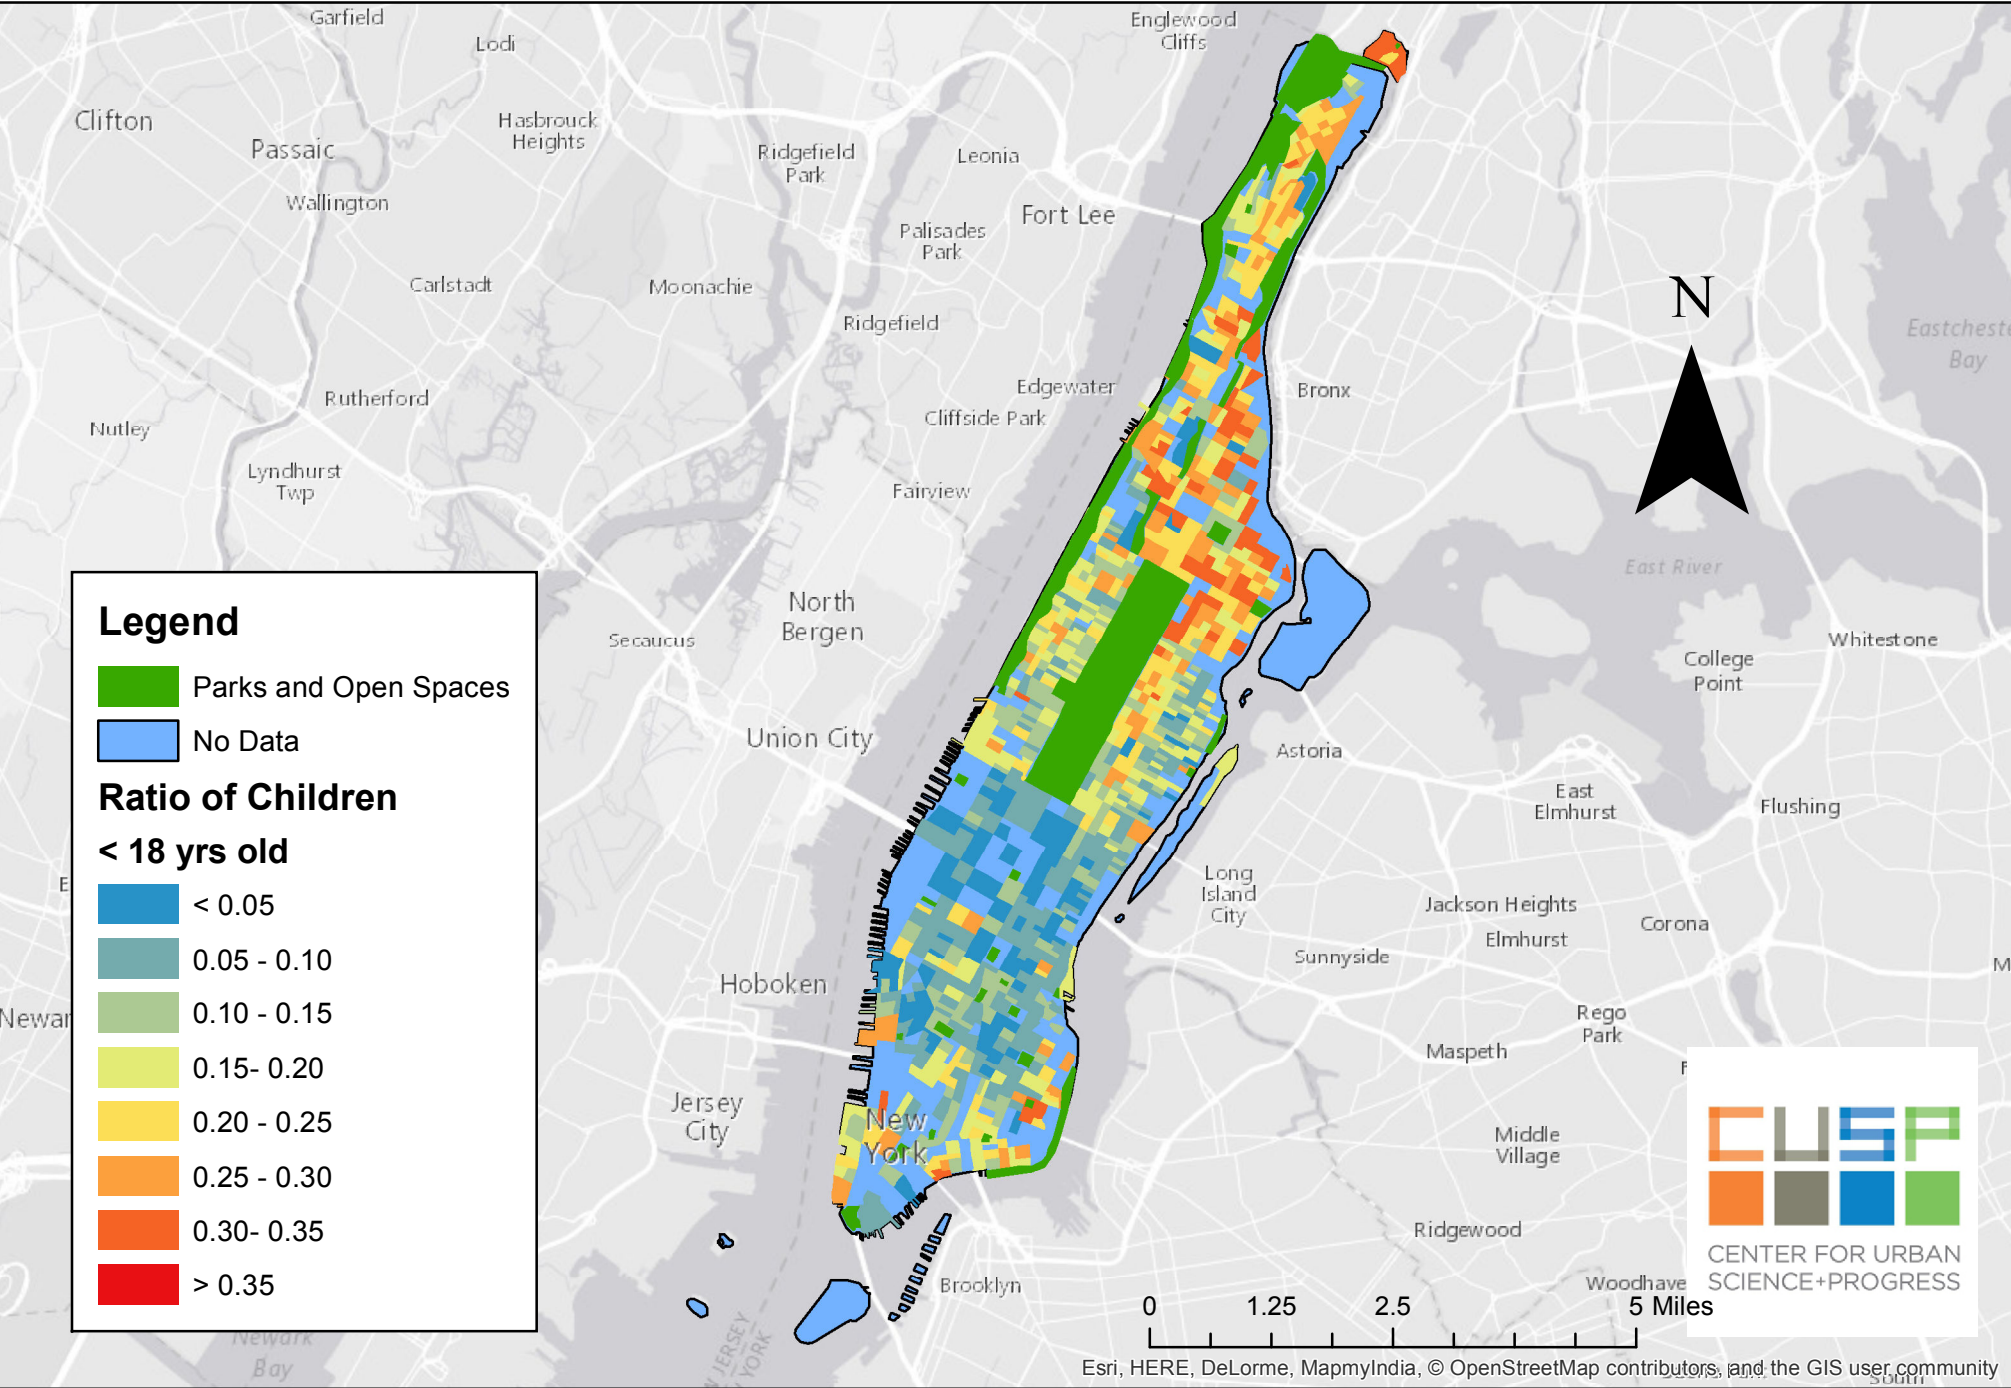 Garfield
Lodi
Englewood
Cliffs
Clifton
Passaic
Hasbrouck
Heights
Ridgefield
Park
Leonia
Wallington
Fort Lee
Palisades
Park
Carlstadt
Moonachie
Ridgefield
N
Eastcheste
Bay
Rutherford
Edgewater
Cliffside Park
Bronx
Nutley
Lyndhurst
Twp
Fairview
East River
North
Bergen
Secaucus
Whitestone
College
Point
Union City
Astoria
East
Elmhurst
Flushing
Long
Island
City
Jackson Heights
Elmhurst
Corona
Sunnyside
Hoboken
Newar
Rego
Park
Maspeth
Jersey
City
New
York
Middle
Village
Ridgewood
Brooklyn
Woodhave
Newark
Bay
NEW JERSEY
NEW YORK
Legend
Parks and Open Spaces
No Data
Ratio of Children
< 18 yrs old
< 0.05
0.05 - 0.10
0.10 - 0.15
0.15- 0.20
0.20 - 0.25
0.25 - 0.30
0.30- 0.35
> 0.35
CUSP
CENTER FOR URBAN
SCIENCE+PROGRESS
0 1.25 2.5 5 Miles
Esri, HERE, DeLorme, MapmyIndia, © OpenStreetMap contributors, and the GIS user community